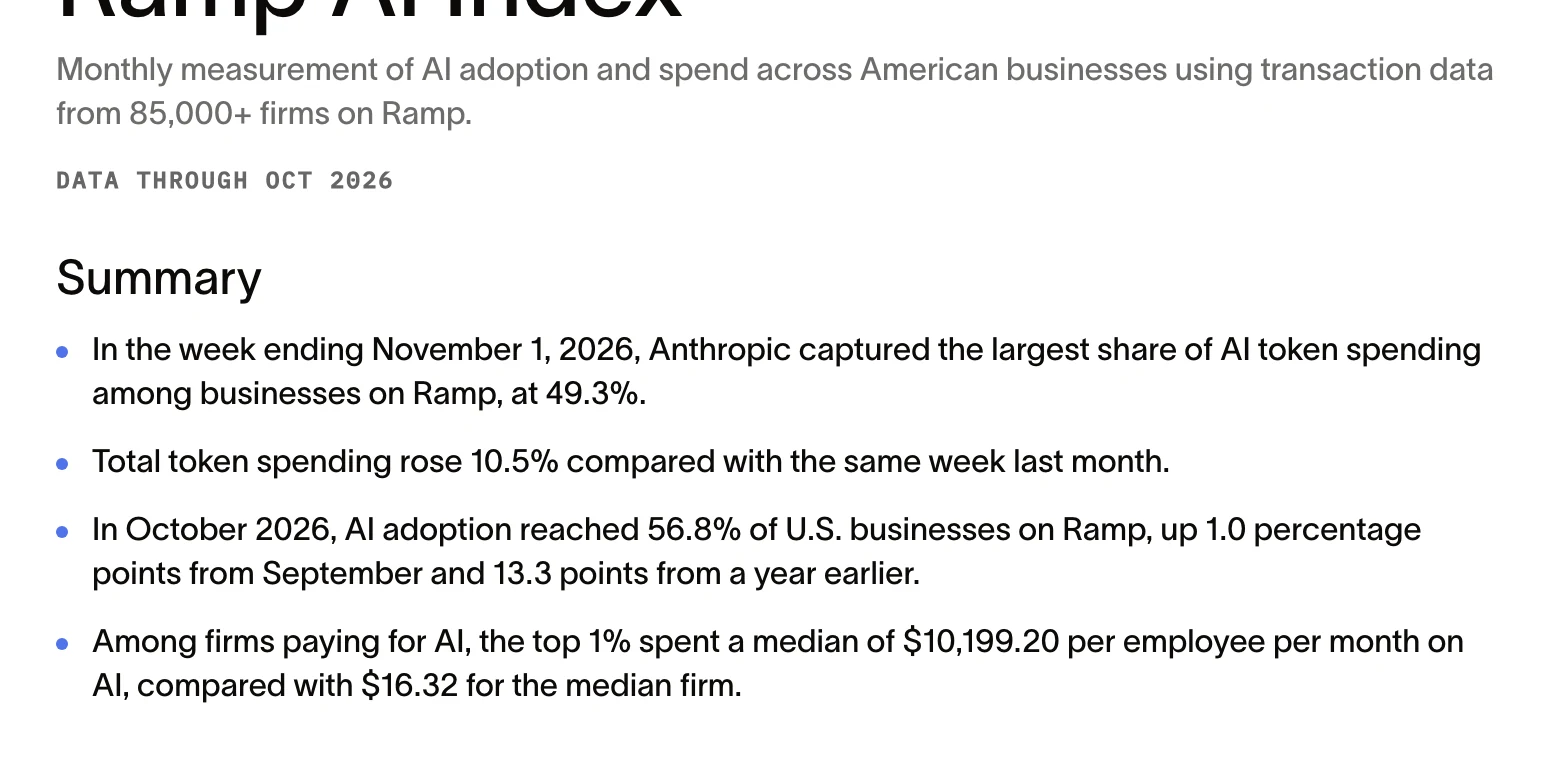 Ramp AI Index
Monthly measurement of AI adoption and spend across American businesses using transaction data
from 85,000+ firms on Ramp.
DATA THROUGH OCT 2026
Summary
In the week ending November 1, 2026, Anthropic captured the largest share of AI token spending
among businesses on Ramp, at 49.3%.
Total token spending rose 10.5% compared with the same week last month.
In October 2026, AI adoption reached 56.8% of U.S. businesses on Ramp, up 1.0 percentage
points from September and 13.3 points from a year earlier.
Among firms paying for AI, the top 1% spent a median of $10,199.20 per employee per month on
AI, compared with $16.32 for the median firm.